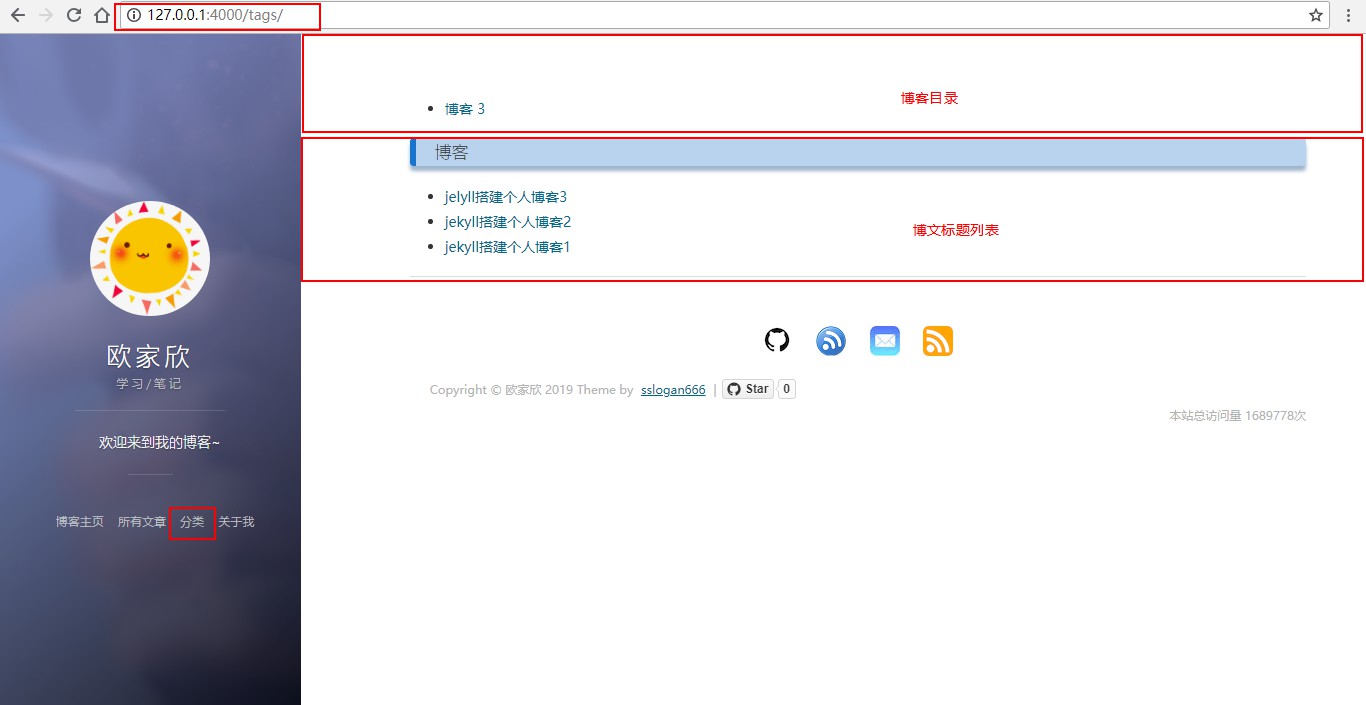 127.0.0.1:4000/tags/
博客目录
博客 3
博客
jelyll搭建个人博客3
jekyll搭建个人博客2
博文标题列表
jekyll搭建个人博客1
欧家欣
学习/笔记
欢迎来到我的博客~
博客主页 所有文章 分类 关于我
Copyright © 欧家欣 2019 Theme by sslogan666 | Star 0
本站总访问量 1689778次